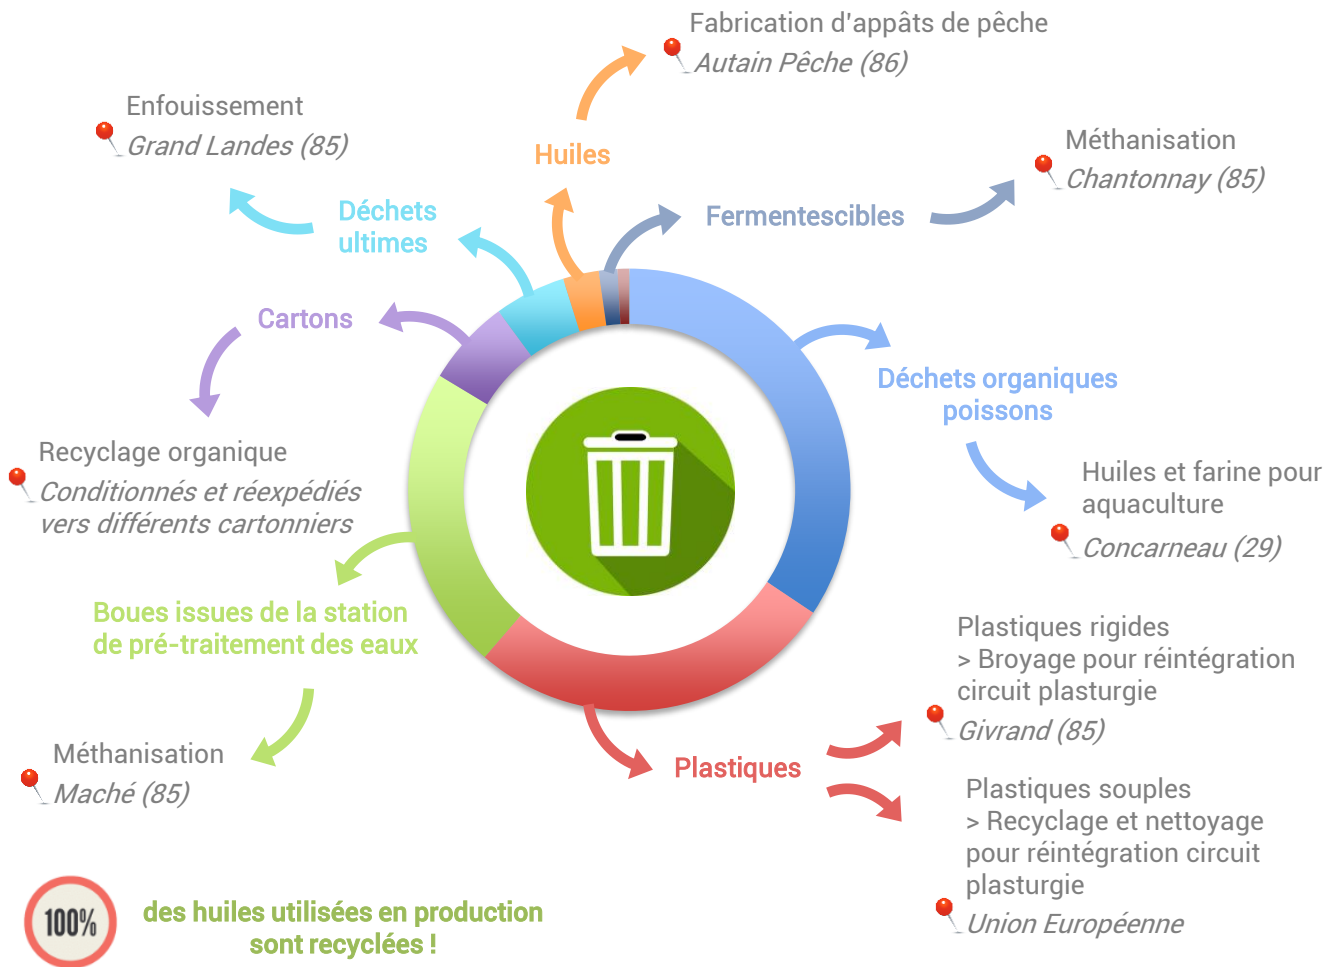 Fabrication d'appâts de pêche
Autain Pêche (86)
Enfouissement
Grand Landes (85)
Huiles
Méthanisation
Chantonnay (85)
Déchets
ultimes
Fermentescibles
Cartons
Déchets organiques
poissons
Recyclage organique
Conditionnés et réexpédiés
vers différents cartonniers
Huiles et farine pour
aquaculture
Concarneau (29)
Boues issues de la station
de pré-traitement des eaux
Plastiques rigides
> Broyage pour réintégration
circuit plasturgie
Givrand (85)
Méthanisation
Maché (85)
Plastiques
Plastiques souples
> Recyclage et nettoyage
pour réintégration circuit
plasturgie
Union Européenne
100%
des huiles utilisées en production
sont recyclées !